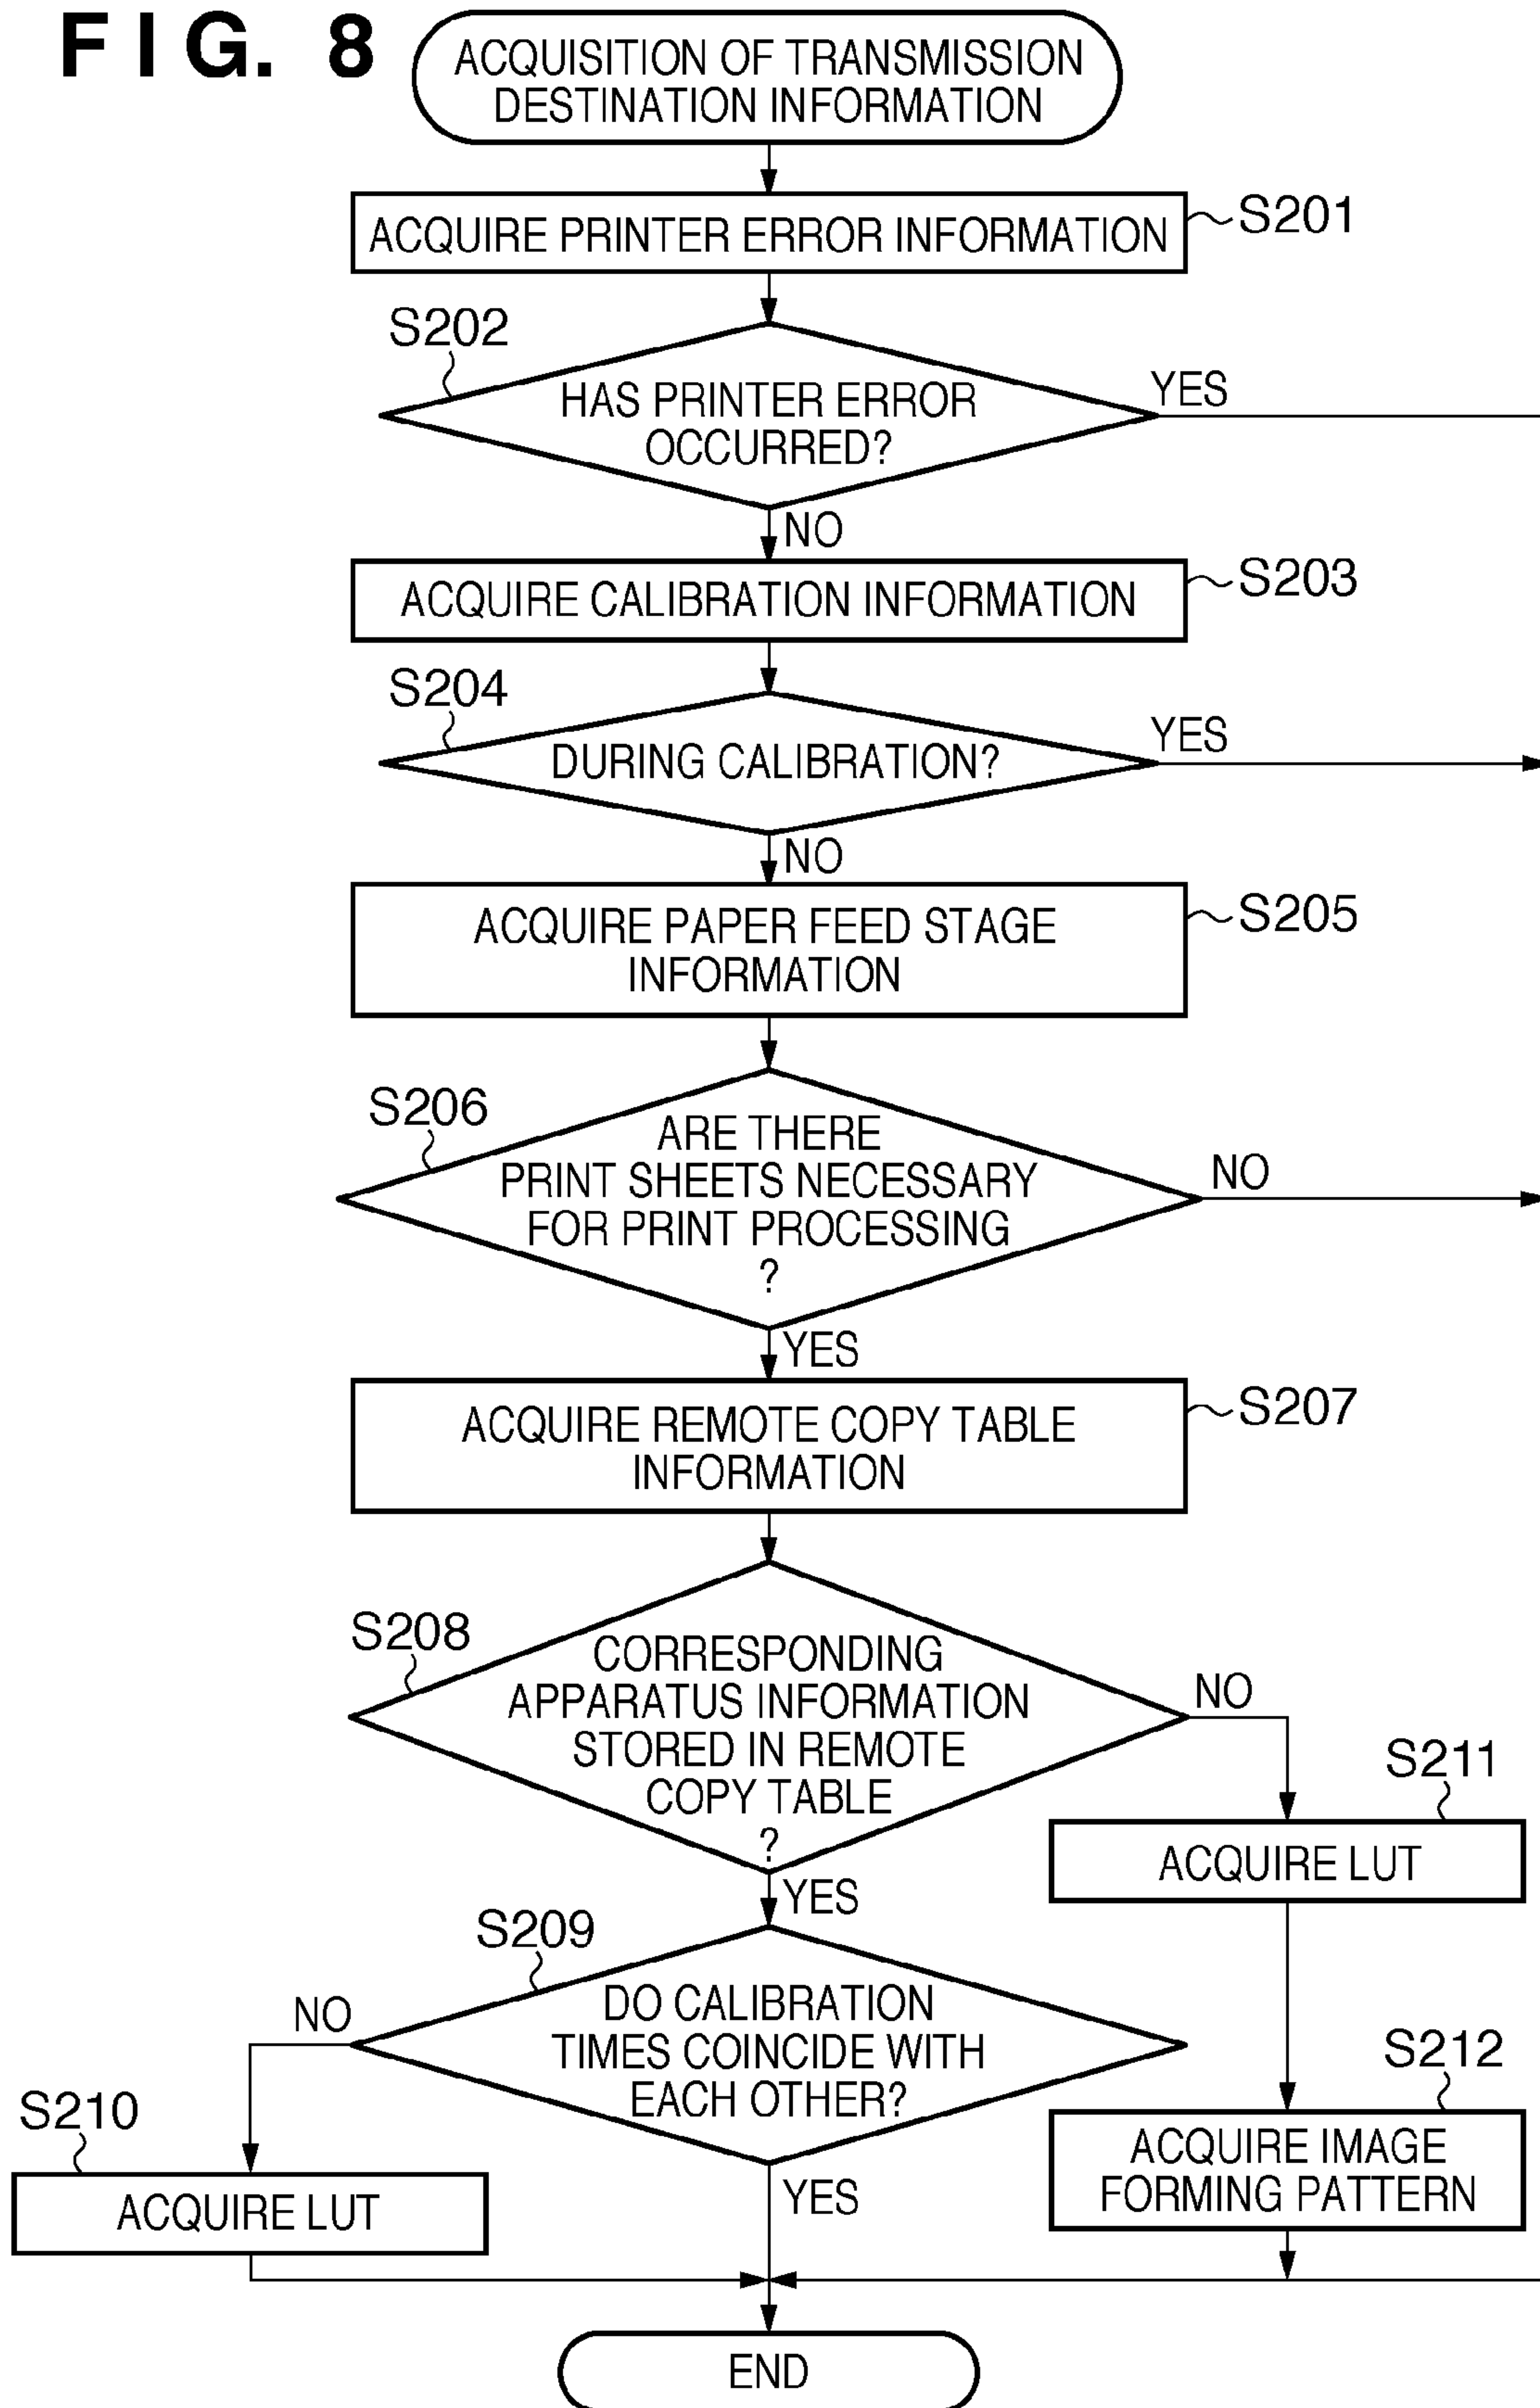 FIG. 8
ACQUISITION OF TRANSMISSION
DESTINATION INFORMATION
ACQUIRE PRINTER ERROR INFORMATION
S201
S202
HAS PRINTER ERROR
OCCURRED?
YES
NO
ACQUIRE CALIBRATION INFORMATION
S203
S204
DURING CALIBRATION?
YES
NO
ACQUIRE PAPER FEED STAGE
INFORMATION
S205
S206
ARE THERE
PRINT SHEETS NECESSARY
FOR PRINT PROCESSING
?
NO
YES
ACQUIRE REMOTE COPY TABLE
INFORMATION
S207
S208
CORRESPONDING
APPARATUS INFORMATION
STORED IN REMOTE
COPY TABLE
?
NO
YES
S211
ACQUIRE LUT
S209
DO CALIBRATION
TIMES COINCIDE WITH
EACH OTHER?
NO
YES
S210
ACQUIRE LUT
S212
ACQUIRE IMAGE
FORMING PATTERN
END